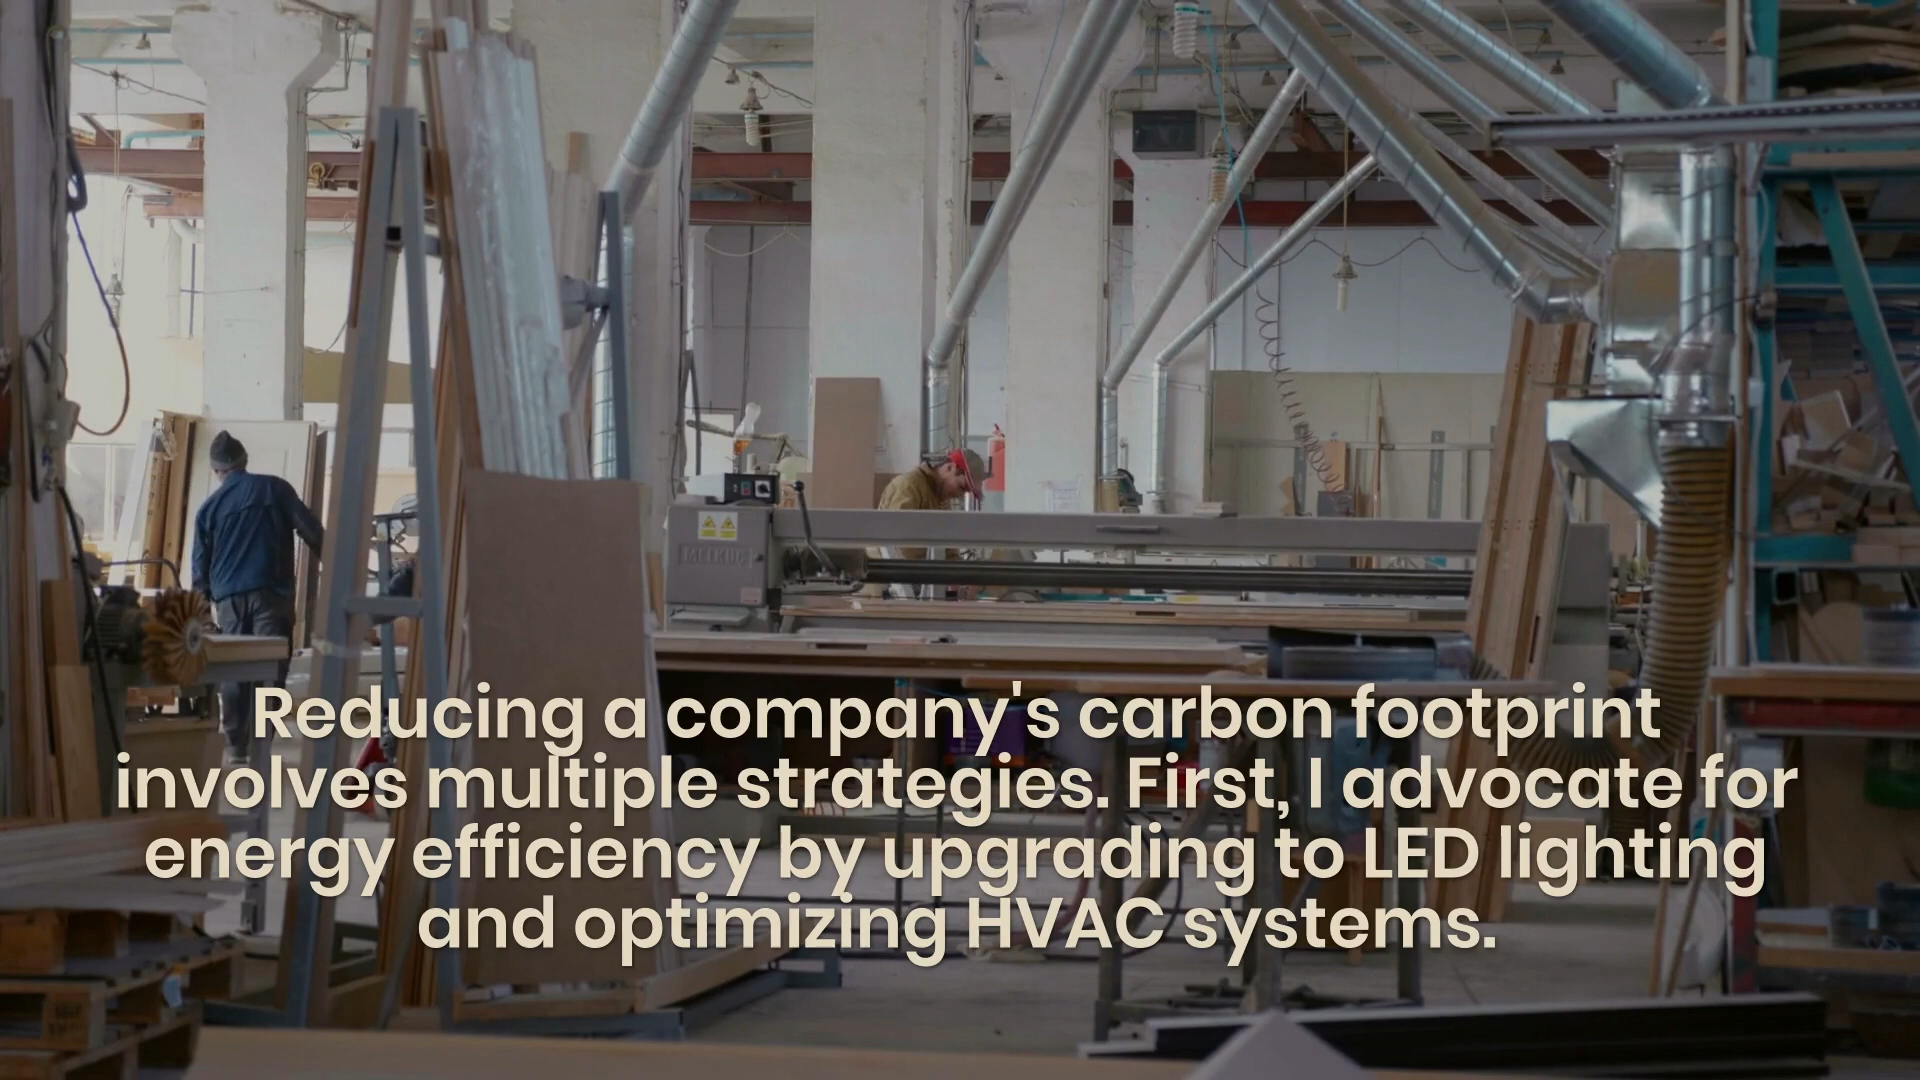 Reducing a company's carbon footprint
involves multiple strategies. First, I advocate for
energy efficiency by upgrading to LED lighting
and optimizing HVAC systems.